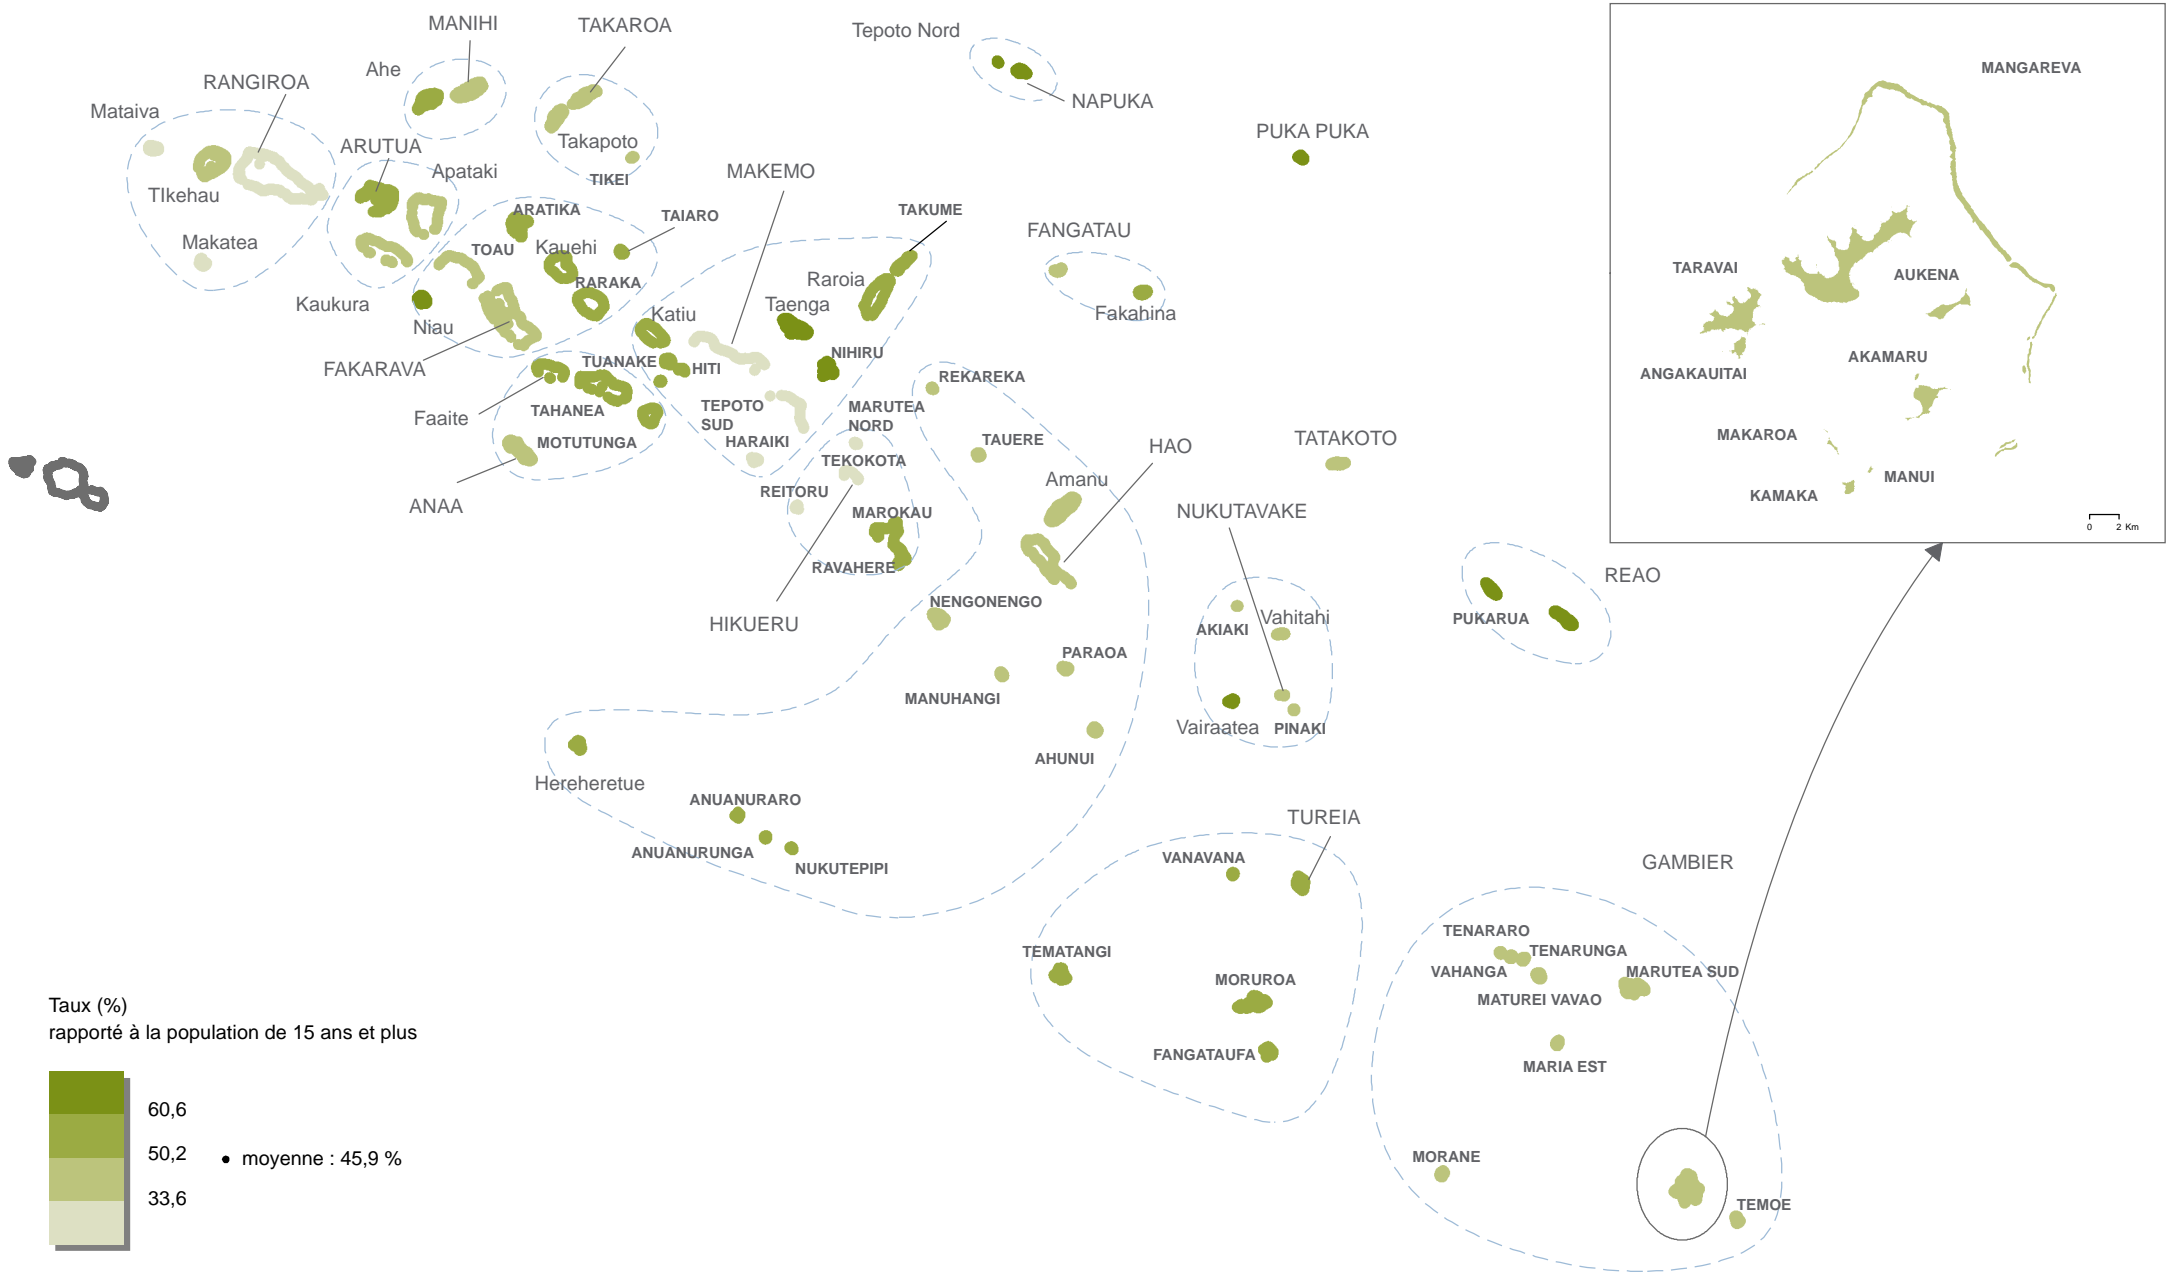 MANIHI
TAKAROA
Tepoto Nord
Ahe
RANGIROA
NAPUKA
Mataiva
PUKA PUKA
Takapoto
ARUTUA
Apataki
MAKEMO
TIKEI
TIkehau
ARATIKA
TAIARO
TAKUME
FANGATAU
Makatea
TOAU
Kauehi
Raroia
RARAKA
Kaukura
Taenga
Katiu
Fakahina
Niau
NIHIRU
TUANAKE
HITI
FAKARAVA
REKAREKA
TEPOTO
SUD
MARUTEA
NORD
TAHANEA
Faaite
MOTUTUNGA
HARAIKI
TAUERE
HAO
TATAKOTO
TEKOKOTA
ANAA
REITORU
Amanu
MAROKAU
NUKUTAVAKE
RAVAHERE
REAO
NENGONENGO
HIKUERU
AKIAKI
Vahitahi
PUKARUA
PARAOA
MANUHANGI
Vairaatea
PINAKI
AHUNUI
Hereheretue
ANUANURARO
ANUANURUNGA
NUKUTEPIPI
TUREIA
VANAVANA
GAMBIER
TEMATANGI
MORUROA
FANGATAUFA
TENARARO
TENARUNGA
VAHANGA
MARUTEA SUD
MATUREI VAVAO
MARIA EST
MORANE
TEMOE
MANGAREVA
TARAVAI
AUKENA
AKAMARU
ANGAKAUITAI
MAKAROA
MANUI
KAMAKA
0 2 Km
Taux (%)
rapporté à la population de 15 ans et plus
60,6
50,2
• moyenne : 45,9 %
33,6